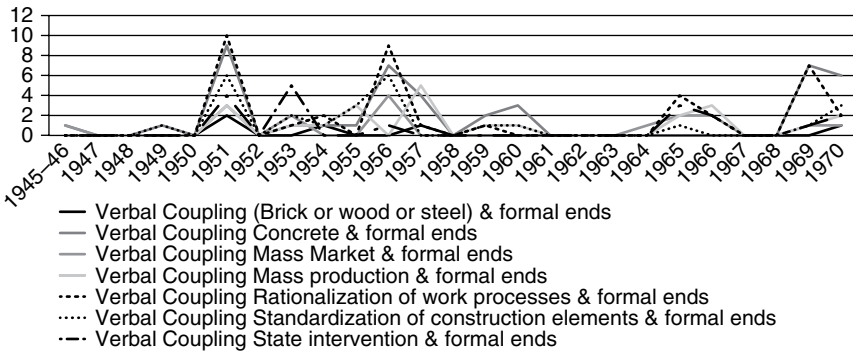 12
10
8
6
4
2
0
1945–46 1947 1948 1949 1950 1951 1952 1953 1954 1955 1956 1957 1958 1959 1960 1961 1962 1963 1964 1965 1966 1967 1968 1969 1970
Verbal Coupling (Brick or wood or steel) & formal ends
Verbal Coupling Concrete & formal ends
Verbal Coupling Mass Market & formal ends
Verbal Coupling Mass production & formal ends
Verbal Coupling Rationalization of work processes & formal ends
Verbal Coupling Standardization of construction elements & formal ends
Verbal Coupling State intervention & formal ends